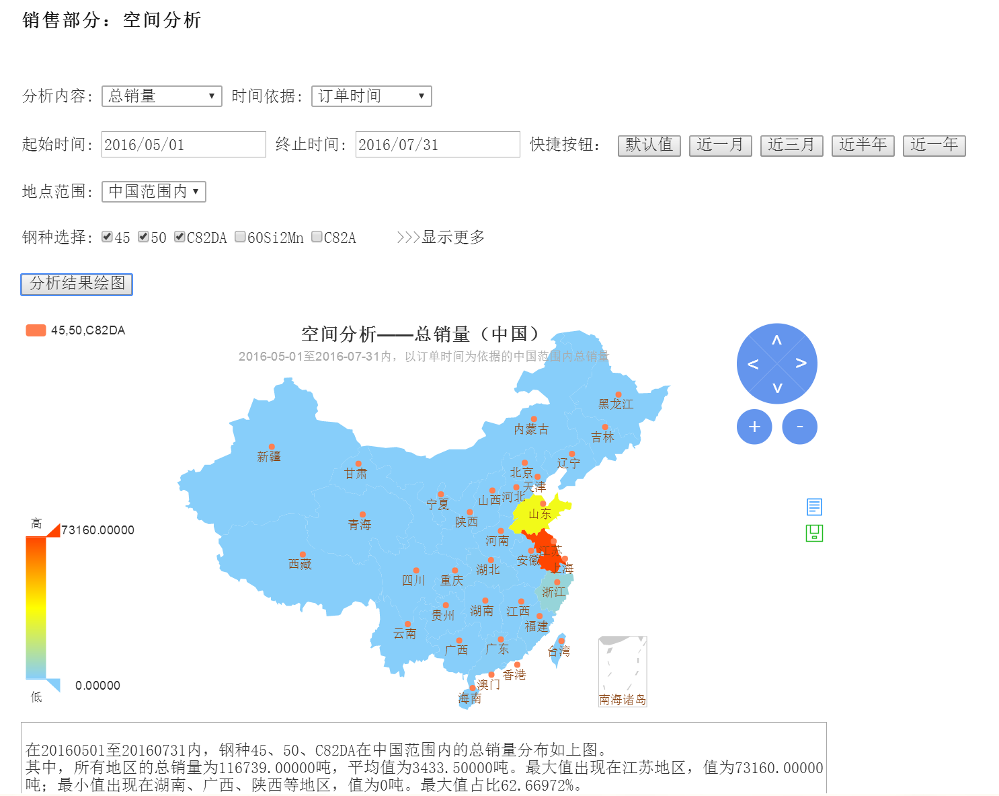 销售部分：空间分析
分析内容: 总销量 时间依据: 订单时间
起始时间: 2016/05/01 终止时间: 2016/07/31 快捷按钮: 默认值 近一月 近三月 近半年 近一年
地点范围: 中国范围内
钢种选择: 45 50 C82DA 60Si2Mn C82A >>>显示更多
分析结果绘图
45,50,C82DA
空间分析——总销量（中国）
2016-05-01至2016-07-31内，以订单时间为依据的中国范围内总销量
黑龙江
内蒙古
吉林
新疆
辽宁
甘肃
北京
天津
河北
山西
宁夏
山东
陕西
青海
高
73160.00000
河南
江苏
安徽
西藏
上海
湖北
四川
重庆
浙江
湖南
江西
贵州
福建
云南
广西
广东
台湾
香港
0.00000
澳门
低
海南
南海诸岛
+
-
在20160501至20160731内，钢种45、50、C82DA在中国范围内的总销量分布如上图。
其中，所有地区的总销量为116739.00000吨，平均值为3433.50000吨。最大值出现在江苏地区，值为73160.00000
吨；最小值出现在湖南、广西、陕西等地区，值为0吨。最大值占比62.66972%。